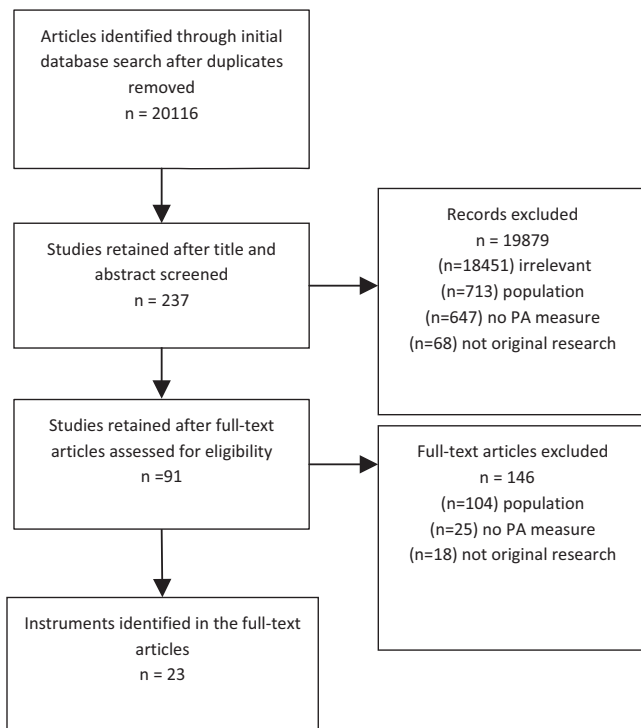 Articles identified through initial
database search after duplicates
removed
n = 20116
Studies retained after title and
abstract screened
n = 237
Records excluded
n = 19879
(n=18451) irrelevant
(n=713) population
(n=647) no PA measure
(n=68) not original research
Studies retained after full-text
articles assessed for eligibility
n =91
Full-text articles excluded
n = 146
(n=104) population
(n=25) no PA measure
(n=18) not original research
Instruments identified in the full-text
articles
n = 23